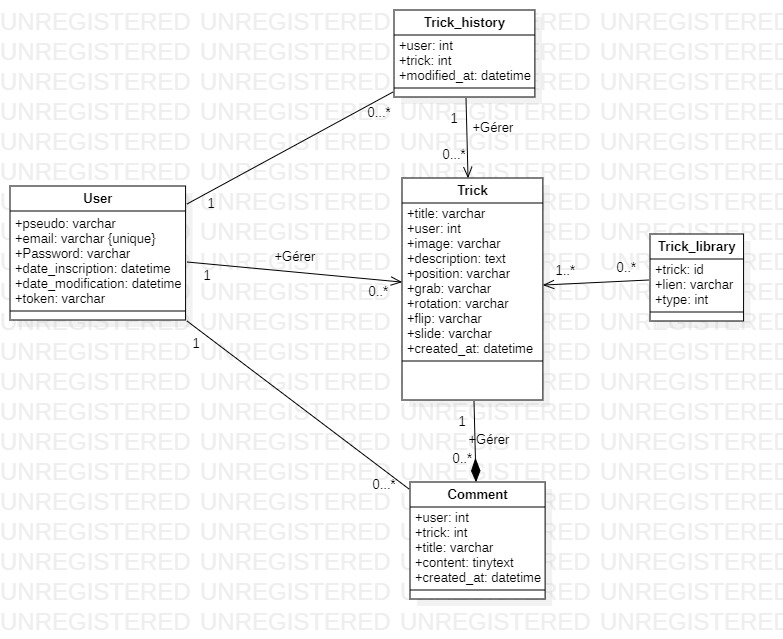 Trick_history
+user: int
+trick: int
+modified_at: datetime
0...*
1
+Gérer
0...*
1
User
+pseudo: varchar
+email: varchar {unique}
+Password: varchar
+date_inscription: datetime
+date_modification: datetime
+token: varchar
+Gérer
1
0..*
1
Trick
+title: varchar
+user: int
+image: varchar
+description: text
+position: varchar
+grab: varchar
+rotation: varchar
+flip: varchar
+slide: varchar
+created_at: datetime
1..*
0..*
Trick_library
+trick: id
+lien: varchar
+type: int
1
+Gérer
0..*
0...*
Comment
+user: int
+trick: int
+title: varchar
+content: tinytext
+created_at: datetime
UNREGISTERED UNREGISTERED UNREGISTERED UNREGISTERED